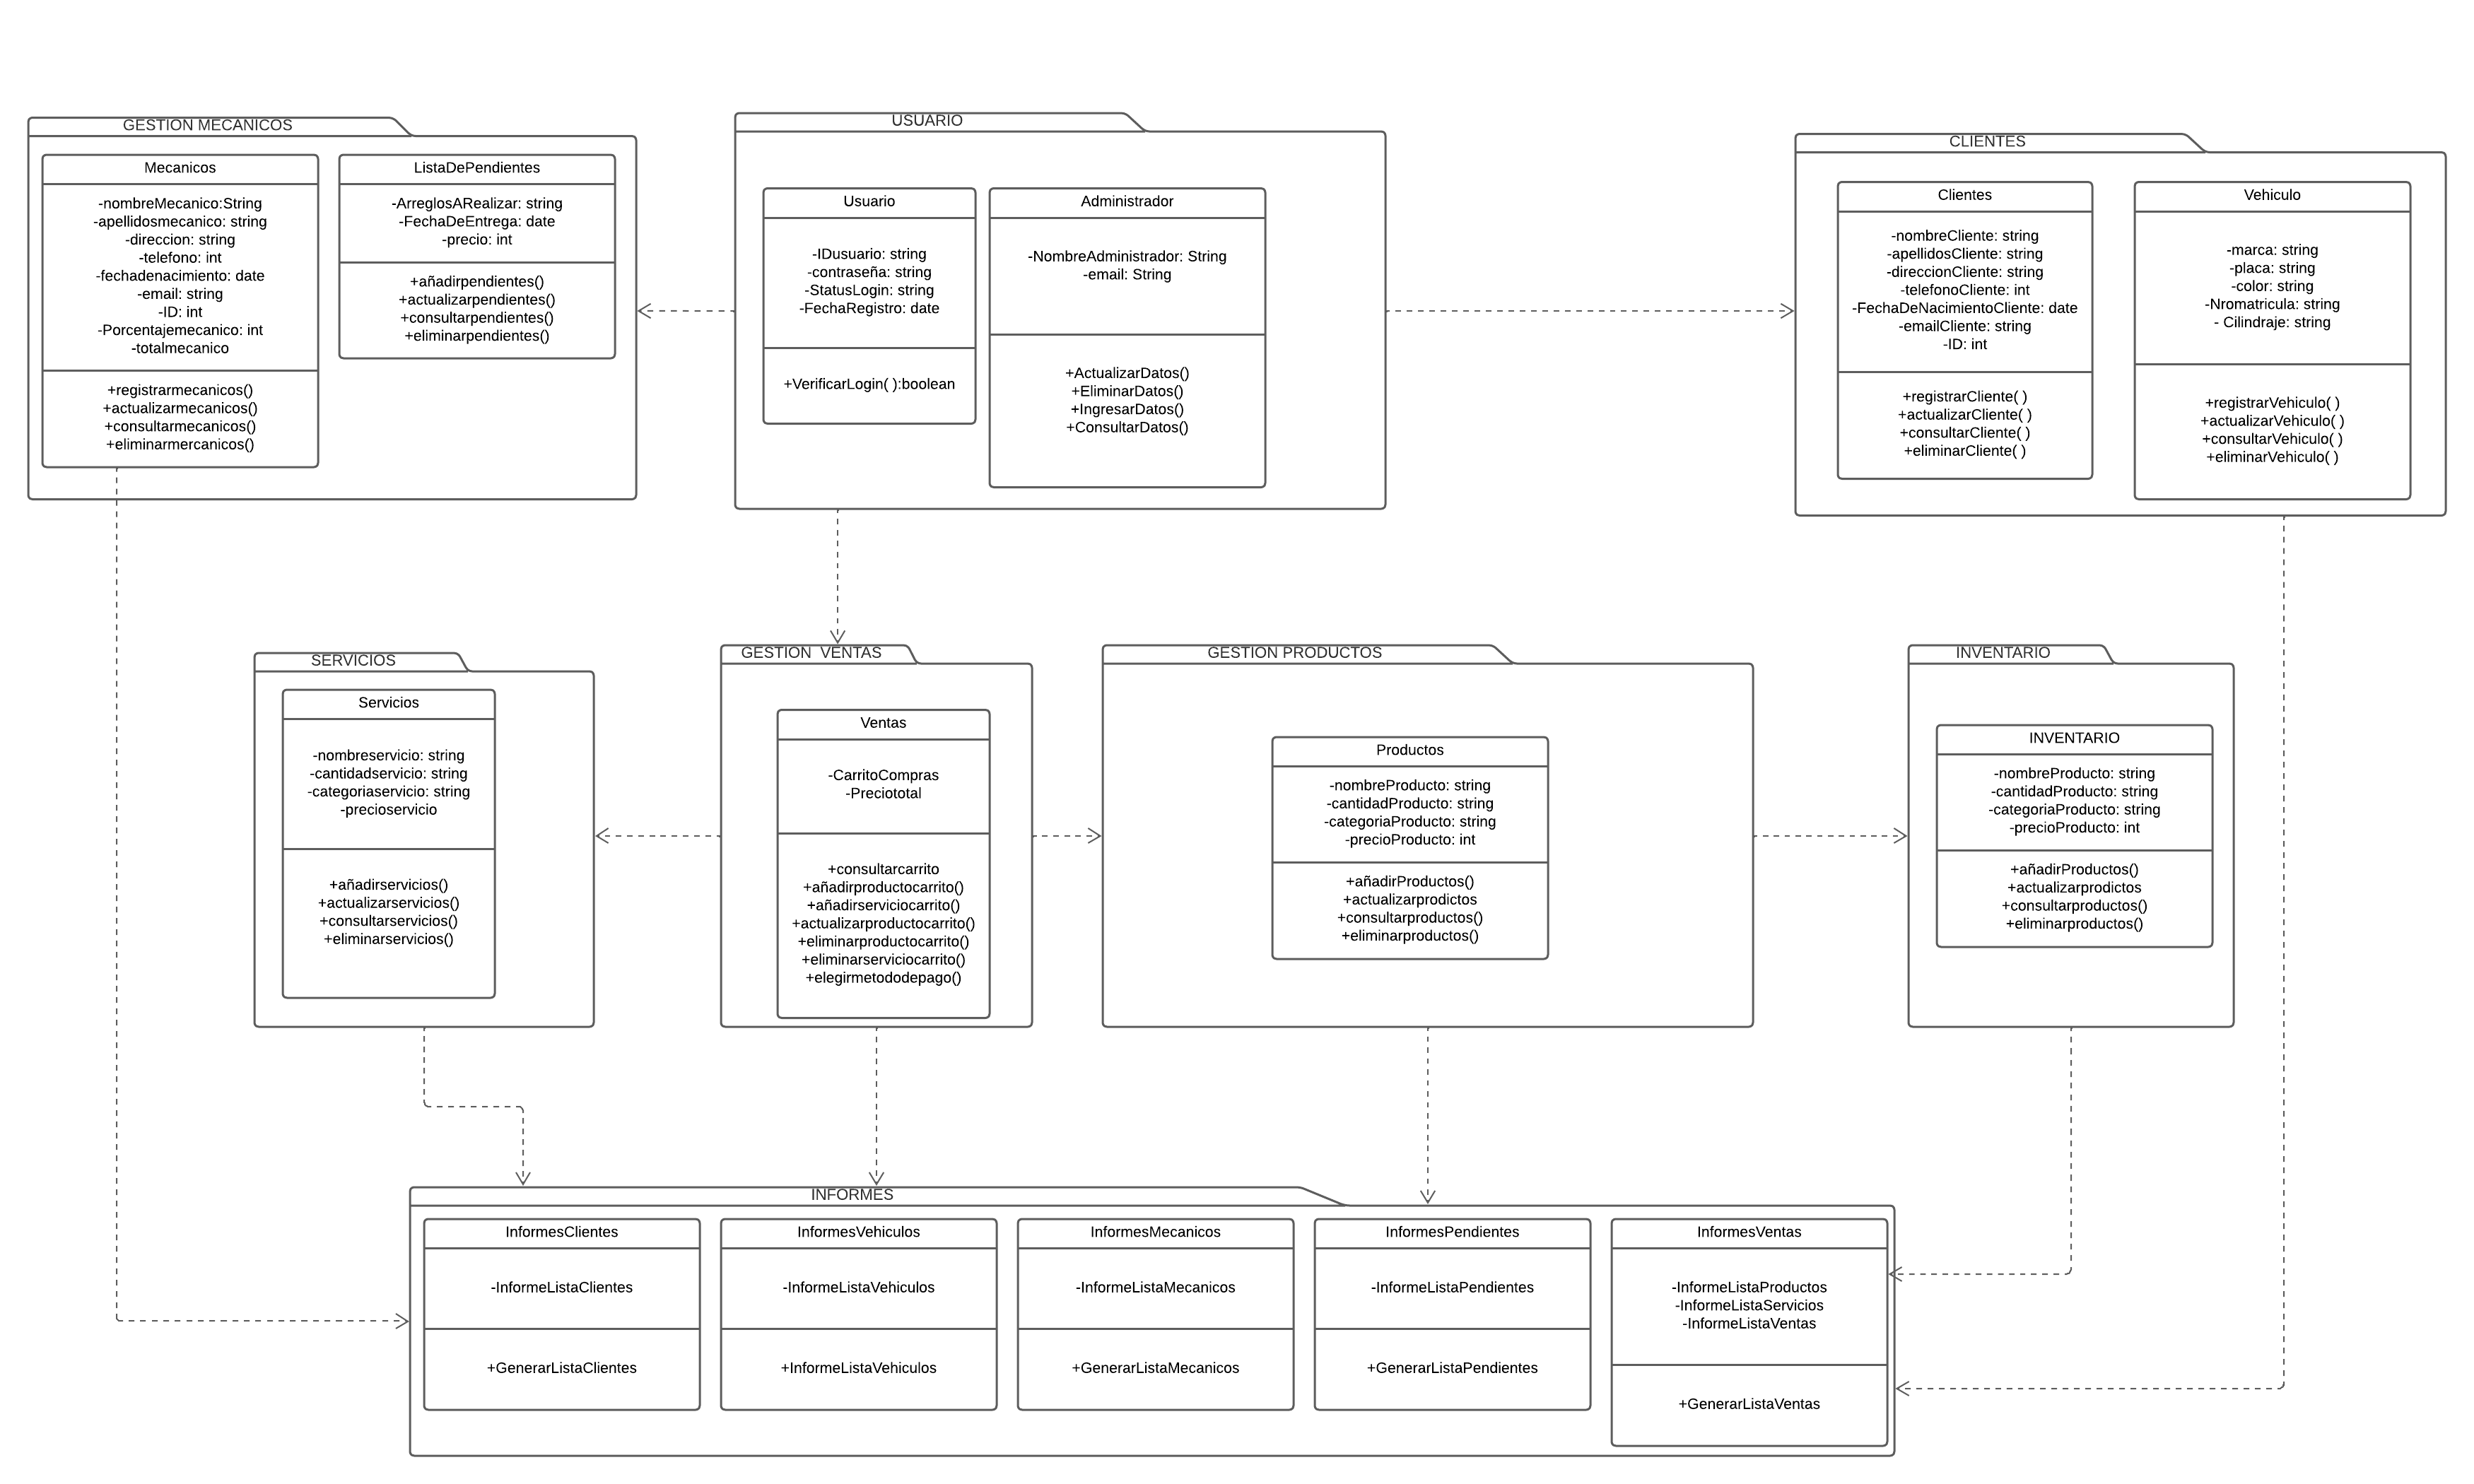 GESTION MECANICOS
Mecanicos
-nombreMecanico:String
-apellidosmecanico: string
-direccion: string
-telefono: int
-fechadenacimiento: date
-email: string
-ID: int
-Porcentajemecanico: int
-totalmecanico
+registrarmecanicos()
+actualizarmecanicos()
+consultarmecanicos()
+eliminarmercanicos()
ListaDePendientes
-ArreglosARealizar: string
-FechaDeEntrega: date
-precio: int
+añadirpendientes()
+actualizarpendientes()
+consultarpendientes()
+eliminarpendientes()
USUARIO
Usuario
-IDusuario: string
-contraseña: string
-StatusLogin: string
-FechaRegistro: date
+VerificarLogin( ):boolean
Administrador
-NombreAdministrador: String
-email: String
+ActualizarDatos()
+EliminarDatos()
+IngresarDatos()
+ConsultarDatos()
CLIENTES
Clientes
-nombreCliente: string
-apellidosCliente: string
-direccionCliente: string
-telefonoCliente: int
-FechaDeNacimientoCliente: date
-emailCliente: string
-ID: int
+registrarCliente( )
+actualizarCliente( )
+consultarCliente( )
+eliminarCliente( )
Vehiculo
-marca: string
-placa: string
-color: string
-Nromatricula: string
- Cilindraje: string
+registrarVehiculo( )
+actualizarVehiculo( )
+consultarVehiculo( )
+eliminarVehiculo( )
SERVICIOS
Servicios
-nombreservicio: string
-cantidadservicio: string
-categoriaservicio: string
-precioservicio
+añadirservicios()
+actualizarservicios()
+consultarservicios()
+eliminarservicios()
GESTION  VENTAS
Ventas
-CarritoCompras
-Preciototal
+consultarcarrito
+añadirproductocarrito()
+añadirserviciocarrito()
+actualizarproductocarrito()
+eliminarproductocarrito()
+eliminarserviciocarrito()
+elegirmetododepago()
GESTION PRODUCTOS
Productos
-nombreProducto: string
-cantidadProducto: string
-categoriaProducto: string
-precioProducto: int
+añadirProductos()
+actualizarprodictos
+consultarproductos()
+eliminarproductos()
INVENTARIO
INVENTARIO
-nombreProducto: string
-cantidadProducto: string
-categoriaProducto: string
-precioProducto: int
+añadirProductos()
+actualizarprodictos
+consultarproductos()
+eliminarproductos()
INFORMES
InformesClientes
-InformeListaClientes
+GenerarListaClientes
InformesVehiculos
-InformeListaVehiculos
+InformeListaVehiculos
InformesMecanicos
-InformeListaMecanicos
+GenerarListaMecanicos
InformesPendientes
-InformeListaPendientes
+GenerarListaPendientes
InformesVentas
-InformeListaProductos
-InformeListaServicios
-InformeListaVentas
+GenerarListaVentas